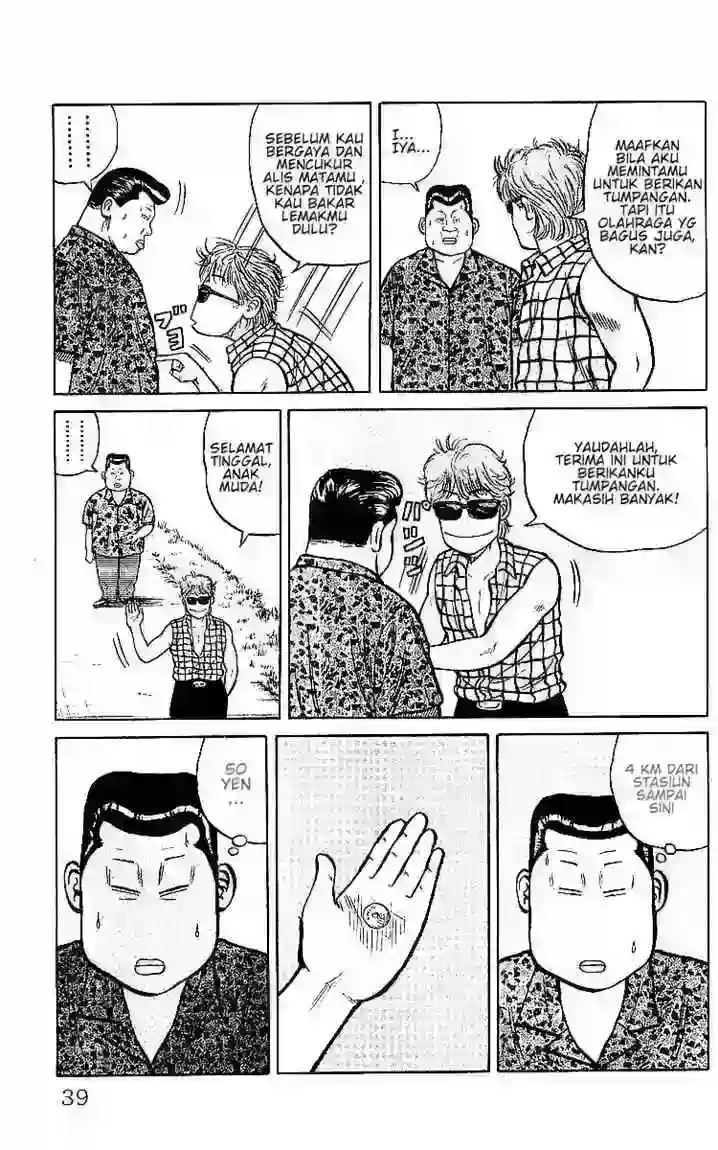 MAAFKAN
BILA AKU
MEMINTAMU
UNTUK BERIKAN
TUMPANGAN.
TAPI ITU
OLAHRAGA YG
BAGUS JUGA,
KAN?
I...
IYA...
SEBELUM KAU
BERGAYA DAN
MENCUKUR
ALIS MATAMU ,
KENAPA TIDAK
KAU BAKAR
LEMAKMU
DULU?
プヨ
YAUDAHLAH,
TERIMA INI UNTUK
BERIKANKU
TUMPANGAN.
MAKASIH BANYAK!
SELAMAT
TINGGAL,
ANAK
MUDA!
4 KM DARI
STASIUN
SAMPAI
SINI
50
YEN
...
39